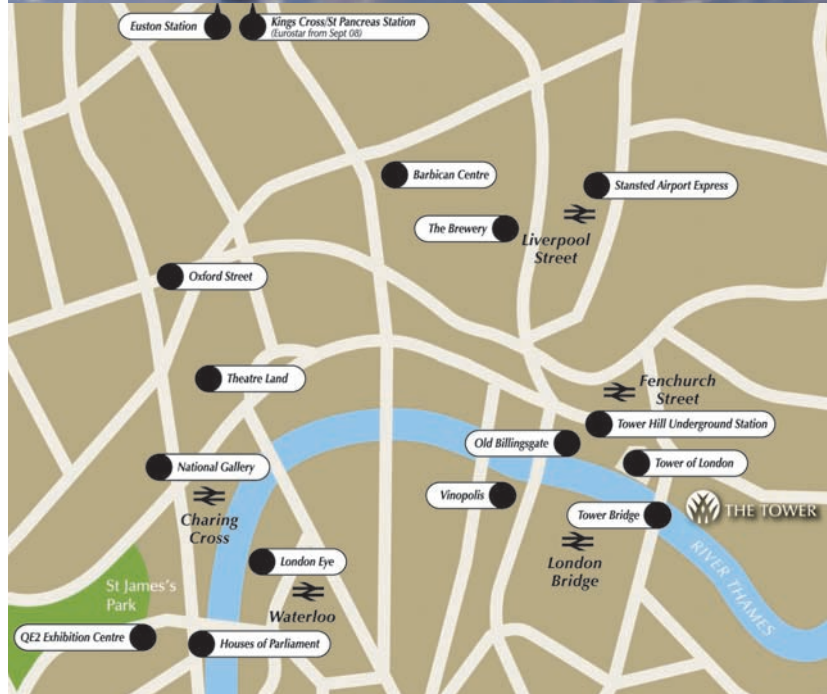 Euston Station
Kings Cross/St Pancreas Station
(Eurostar from Sept 08)
Barbican Centre
Stansted Airport Express
The Brewery
Liverpool
Street
Oxford Street
Theatre Land
Fenchurch
Street
Tower Hill Underground Station
Old Billingsgate
National Gallery
Tower of London
Vinopolis
Charing
Cross
Tower Bridge
THE TOWER
London Eye
London
Bridge
RIVER THAMES
St James's
Park
Waterloo
QE2 Exhibition Centre
Houses of Parliament